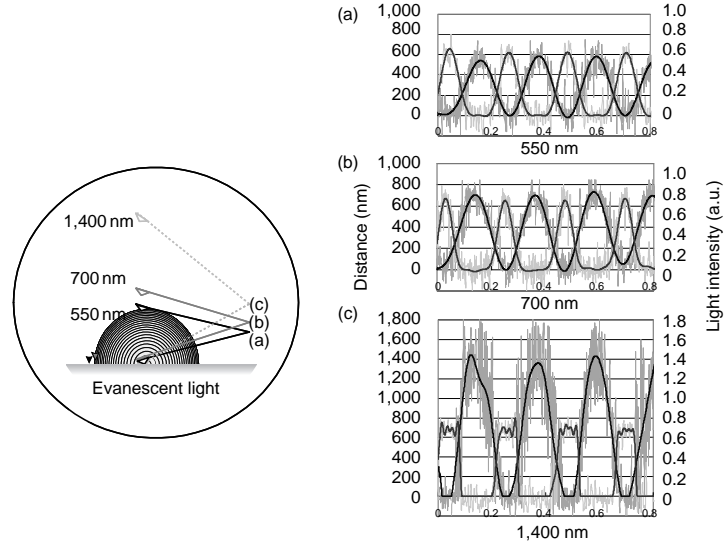 1,400 nm
700 nm
550 nm
(c)
(b)
(a)
Evanescent light
(a)
1,000
800
600
400
200
0
1.0
0.8
0.6
0.4
0.2
0
0 0.2 0.4 0.6 0.8
550 nm
(b)
1,000
800
600
400
200
0
1.0
0.8
0.6
0.4
0.2
0
0 0.2 0.4 0.6 0.8
700 nm
(c)
1,800
1,600
1,400
1,200
1,000
800
600
400
200
0
1.8
1.6
1.4
1.2
1.0
0.8
0.6
0.4
0.2
0
0 0.2 0.4 0.6 0.8
1,400 nm
Distance (nm)
Light intensity (a.u.)